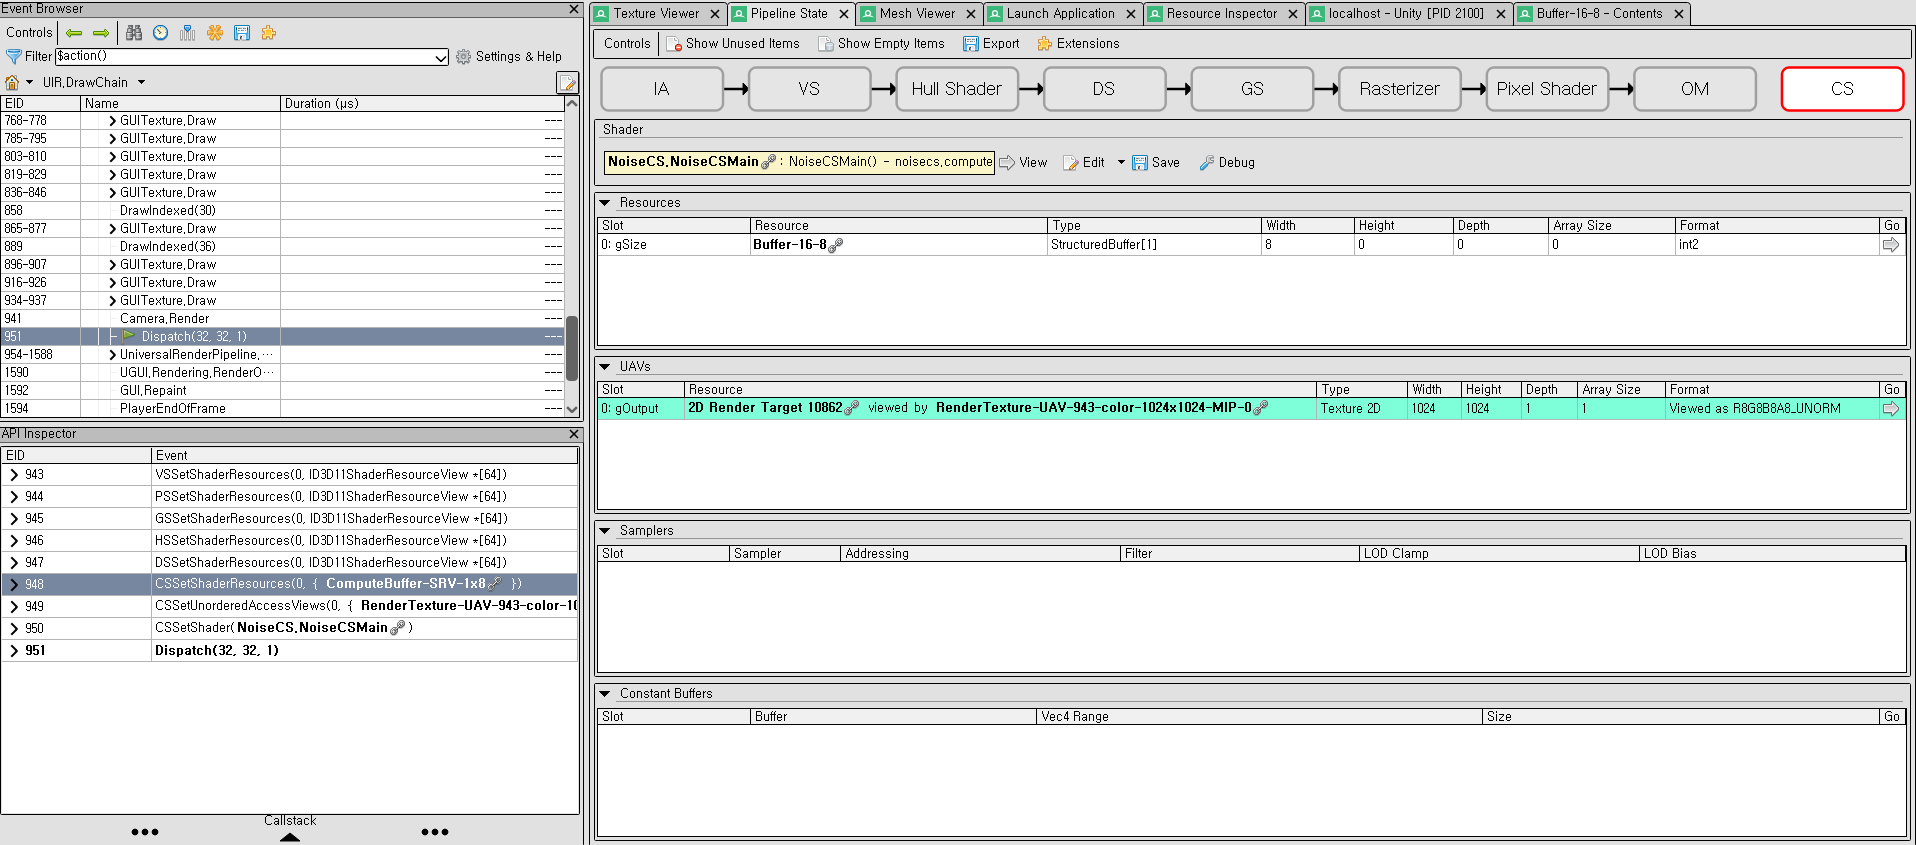 Event Browser
Controls
Filter $action() Settings & Help
UIR.DrawChain
EID Name Duration (µs)
768-778 GUITexture.Draw ---
785-795 GUITexture.Draw ---
803-810 GUITexture.Draw ---
819-829 GUITexture.Draw ---
836-846 GUITexture.Draw ---
858 DrawIndexed(30) ---
865-877 GUITexture.Draw ---
889 DrawIndexed(36) ---
896-907 GUITexture.Draw ---
916-926 GUITexture.Draw ---
934-937 GUITexture.Draw ---
941 Camera.Render ---
951 Dispatch(32, 32, 1) ---
954-1588 UniversalRenderPipeline.… ---
1590 UGUI.Rendering.RenderO… ---
1592 GUI.Repaint ---
1594 PlayerEndOfFrame ---
API Inspector
EID Event
943 VSSetShaderResources(0, ID3D11ShaderResourceView *[64])
944 PSSetShaderResources(0, ID3D11ShaderResourceView *[64])
945 GSSetShaderResources(0, ID3D11ShaderResourceView *[64])
946 HSSetShaderResources(0, ID3D11ShaderResourceView *[64])
947 DSSetShaderResources(0, ID3D11ShaderResourceView *[64])
948 CSSetShaderResources(0, { ComputeBuffer-SRV-1x8 })
949 CSSetUnorderedAccessViews(0, { RenderTexture-UAV-943-color-10
950 CSSetShader( NoiseCS.NoiseCSMain )
951 Dispatch(32, 32, 1)
Callstack
Texture Viewer Pipeline State Mesh Viewer Launch Application Resource Inspector localhost - Unity [PID 2100] Buffer-16-8 - Contents
Controls Show Unused Items Show Empty Items Export Extensions
IA VS Hull Shader DS GS Rasterizer Pixel Shader OM CS
Shader
NoiseCS.NoiseCSMain : NoiseCSMain() - noisecs.compute View Edit Save Debug
Resources
Slot Resource Type Width Height Depth Array Size Format Go
0: gSize Buffer-16-8 StructuredBuffer[1] 8 0 0 0 int2
UAVs
Slot Resource Type Width Height Depth Array Size Format Go
0: gOutput 2D Render Target 10862 viewed by RenderTexture-UAV-943-color-1024x1024-MIP-0 Texture 2D 1024 1024 1 1 Viewed as R8G8B8A8_UNORM
Samplers
Slot Sampler Addressing Filter LOD Clamp LOD Bias
Constant Buffers
Slot Buffer Vec4 Range Size Go